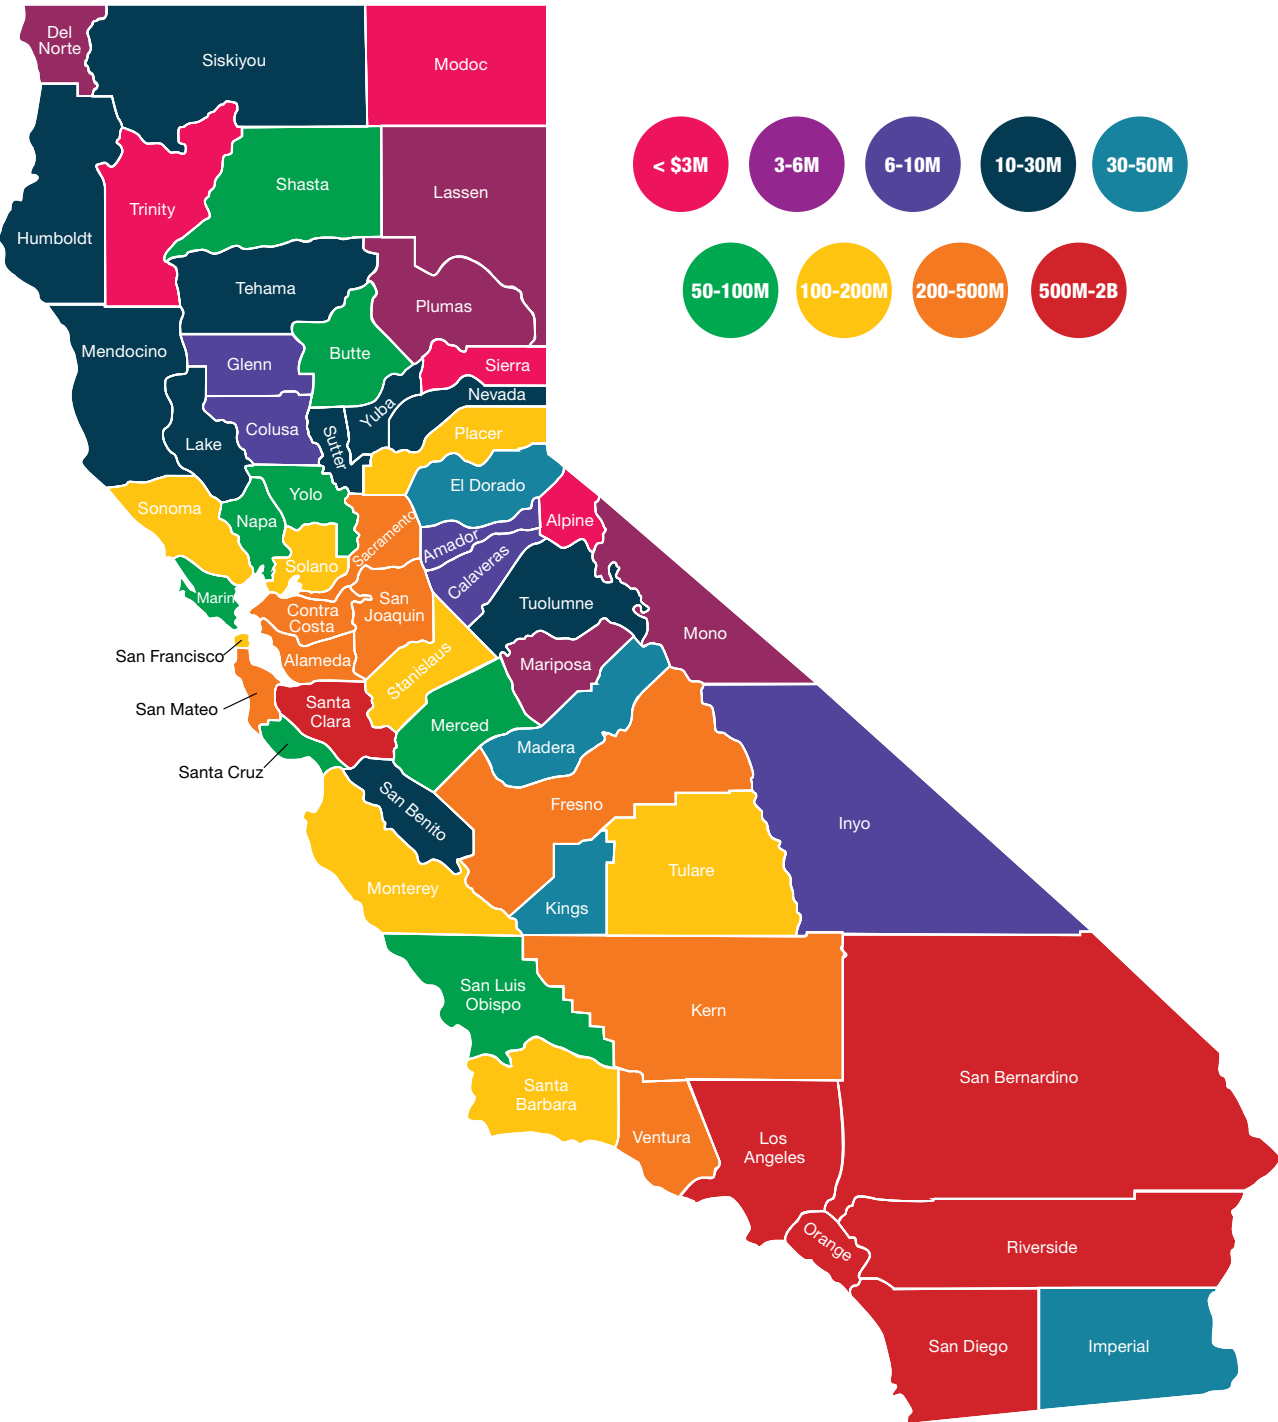 Del
Norte
Siskiyou
Modoc
< $3M
3-6M
6-10M
10-30M
30-50M
Shasta
Lassen
Trinity
Humboldt
50-100M
100-200M
200-500M
500M-2B
Tehama
Plumas
Mendocino
Butte
Glenn
Sierra
Nevada
Yuba
Colusa
Sutter
Placer
Lake
El Dorado
Yolo
Sonoma
Napa
Sacramento
Alpine
Amador
Solano
Calaveras
Marin
San
Joaquin
Tuolumne
Contra
Costa
Mono
San Francisco
Alameda
Mariposa
Stanislaus
San Mateo
Santa
Clara
Merced
Madera
Santa Cruz
San Benito
Fresno
Inyo
Tulare
Monterey
Kings
San Luis
Obispo
Kern
San Bernardino
Santa
Barbara
Ventura
Los
Angeles
Orange
Riverside
San Diego
Imperial